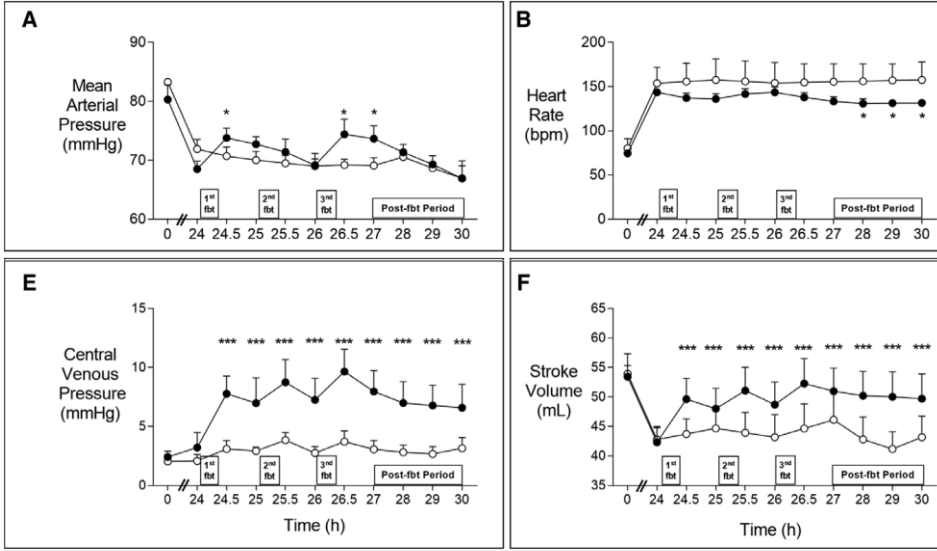 A
Mean
Arterial
Pressure
(mmHg)
90
80
70
60
*
*
*
1st
fbt
2nd
fbt
3nd
fbt
Post-fbt Period
0 24 24.5 25 25.5 26 26.5 27 28 29 30
B
Heart
Rate
(bpm)
200
150
100
50
0
*
*
*
1st
fbt
2nd
fbt
3nd
fbt
Post-fbt Period
0 24 24.5 25 25.5 26 26.5 27 28 29 30
E
Central
Venous
Pressure
(mmHg)
15
10
5
0
*** *** *** *** *** *** *** *** ***
1st
fbt
2nd
fbt
3nd
fbt
Post-fbt Period
0 24 24.5 25 25.5 26 26.5 27 28 29 30
Time (h)
F
Stroke
Volume
(mL)
65
60
55
50
45
40
35
*** *** *** *** *** *** *** *** ***
1st
fbt
2nd
fbt
3nd
fbt
Post-fbt Period
0 24 24.5 25 25.5 26 26.5 27 28 29 30
Time (h)